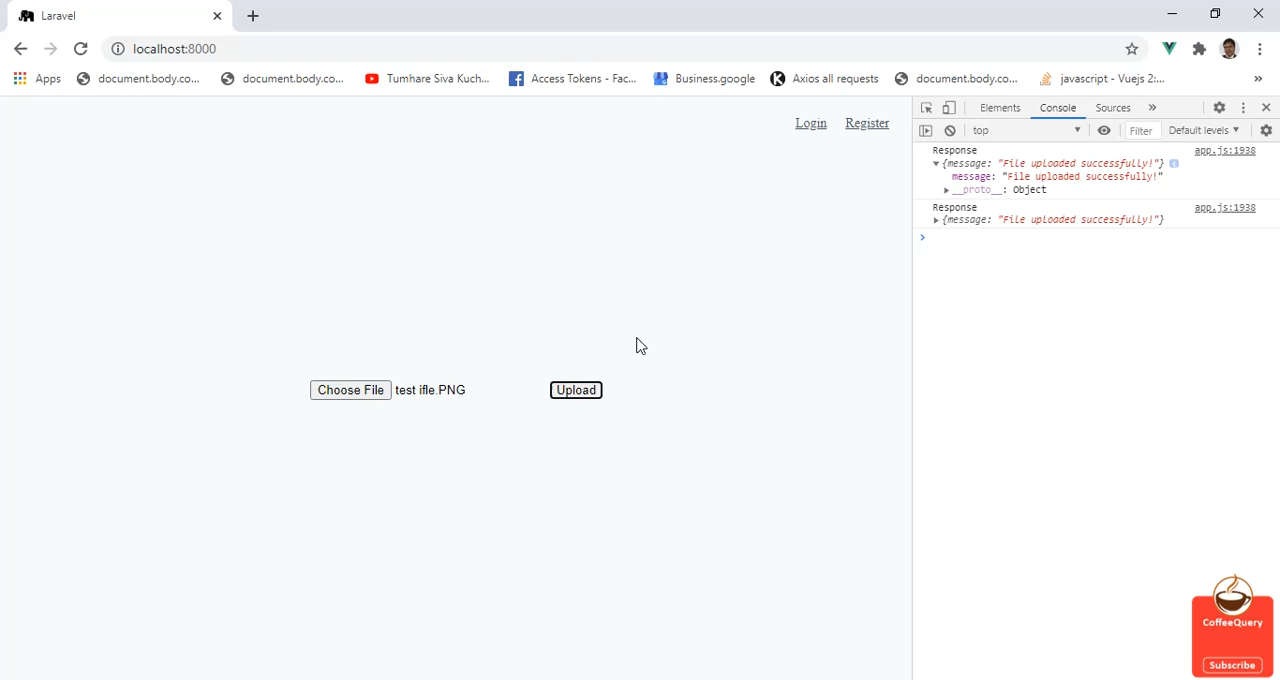 Laravel
localhost:8000
Apps document.body.co... document.body.co... Tumhare Siva Kuch... Access Tokens - Fac... Business.google Axios all requests document.body.co... javascript - Vuejs 2:... »
Login Register
Elements Console Sources »
top Filter Default levels
Response app.js:1938
{message: "File uploaded successfully!"}
message: "File uploaded successfully!"
__proto__: Object
Response app.js:1938
{message: "File uploaded successfully!"}
Choose File test ifle.PNG Upload
CoffeeQuery
Subscribe